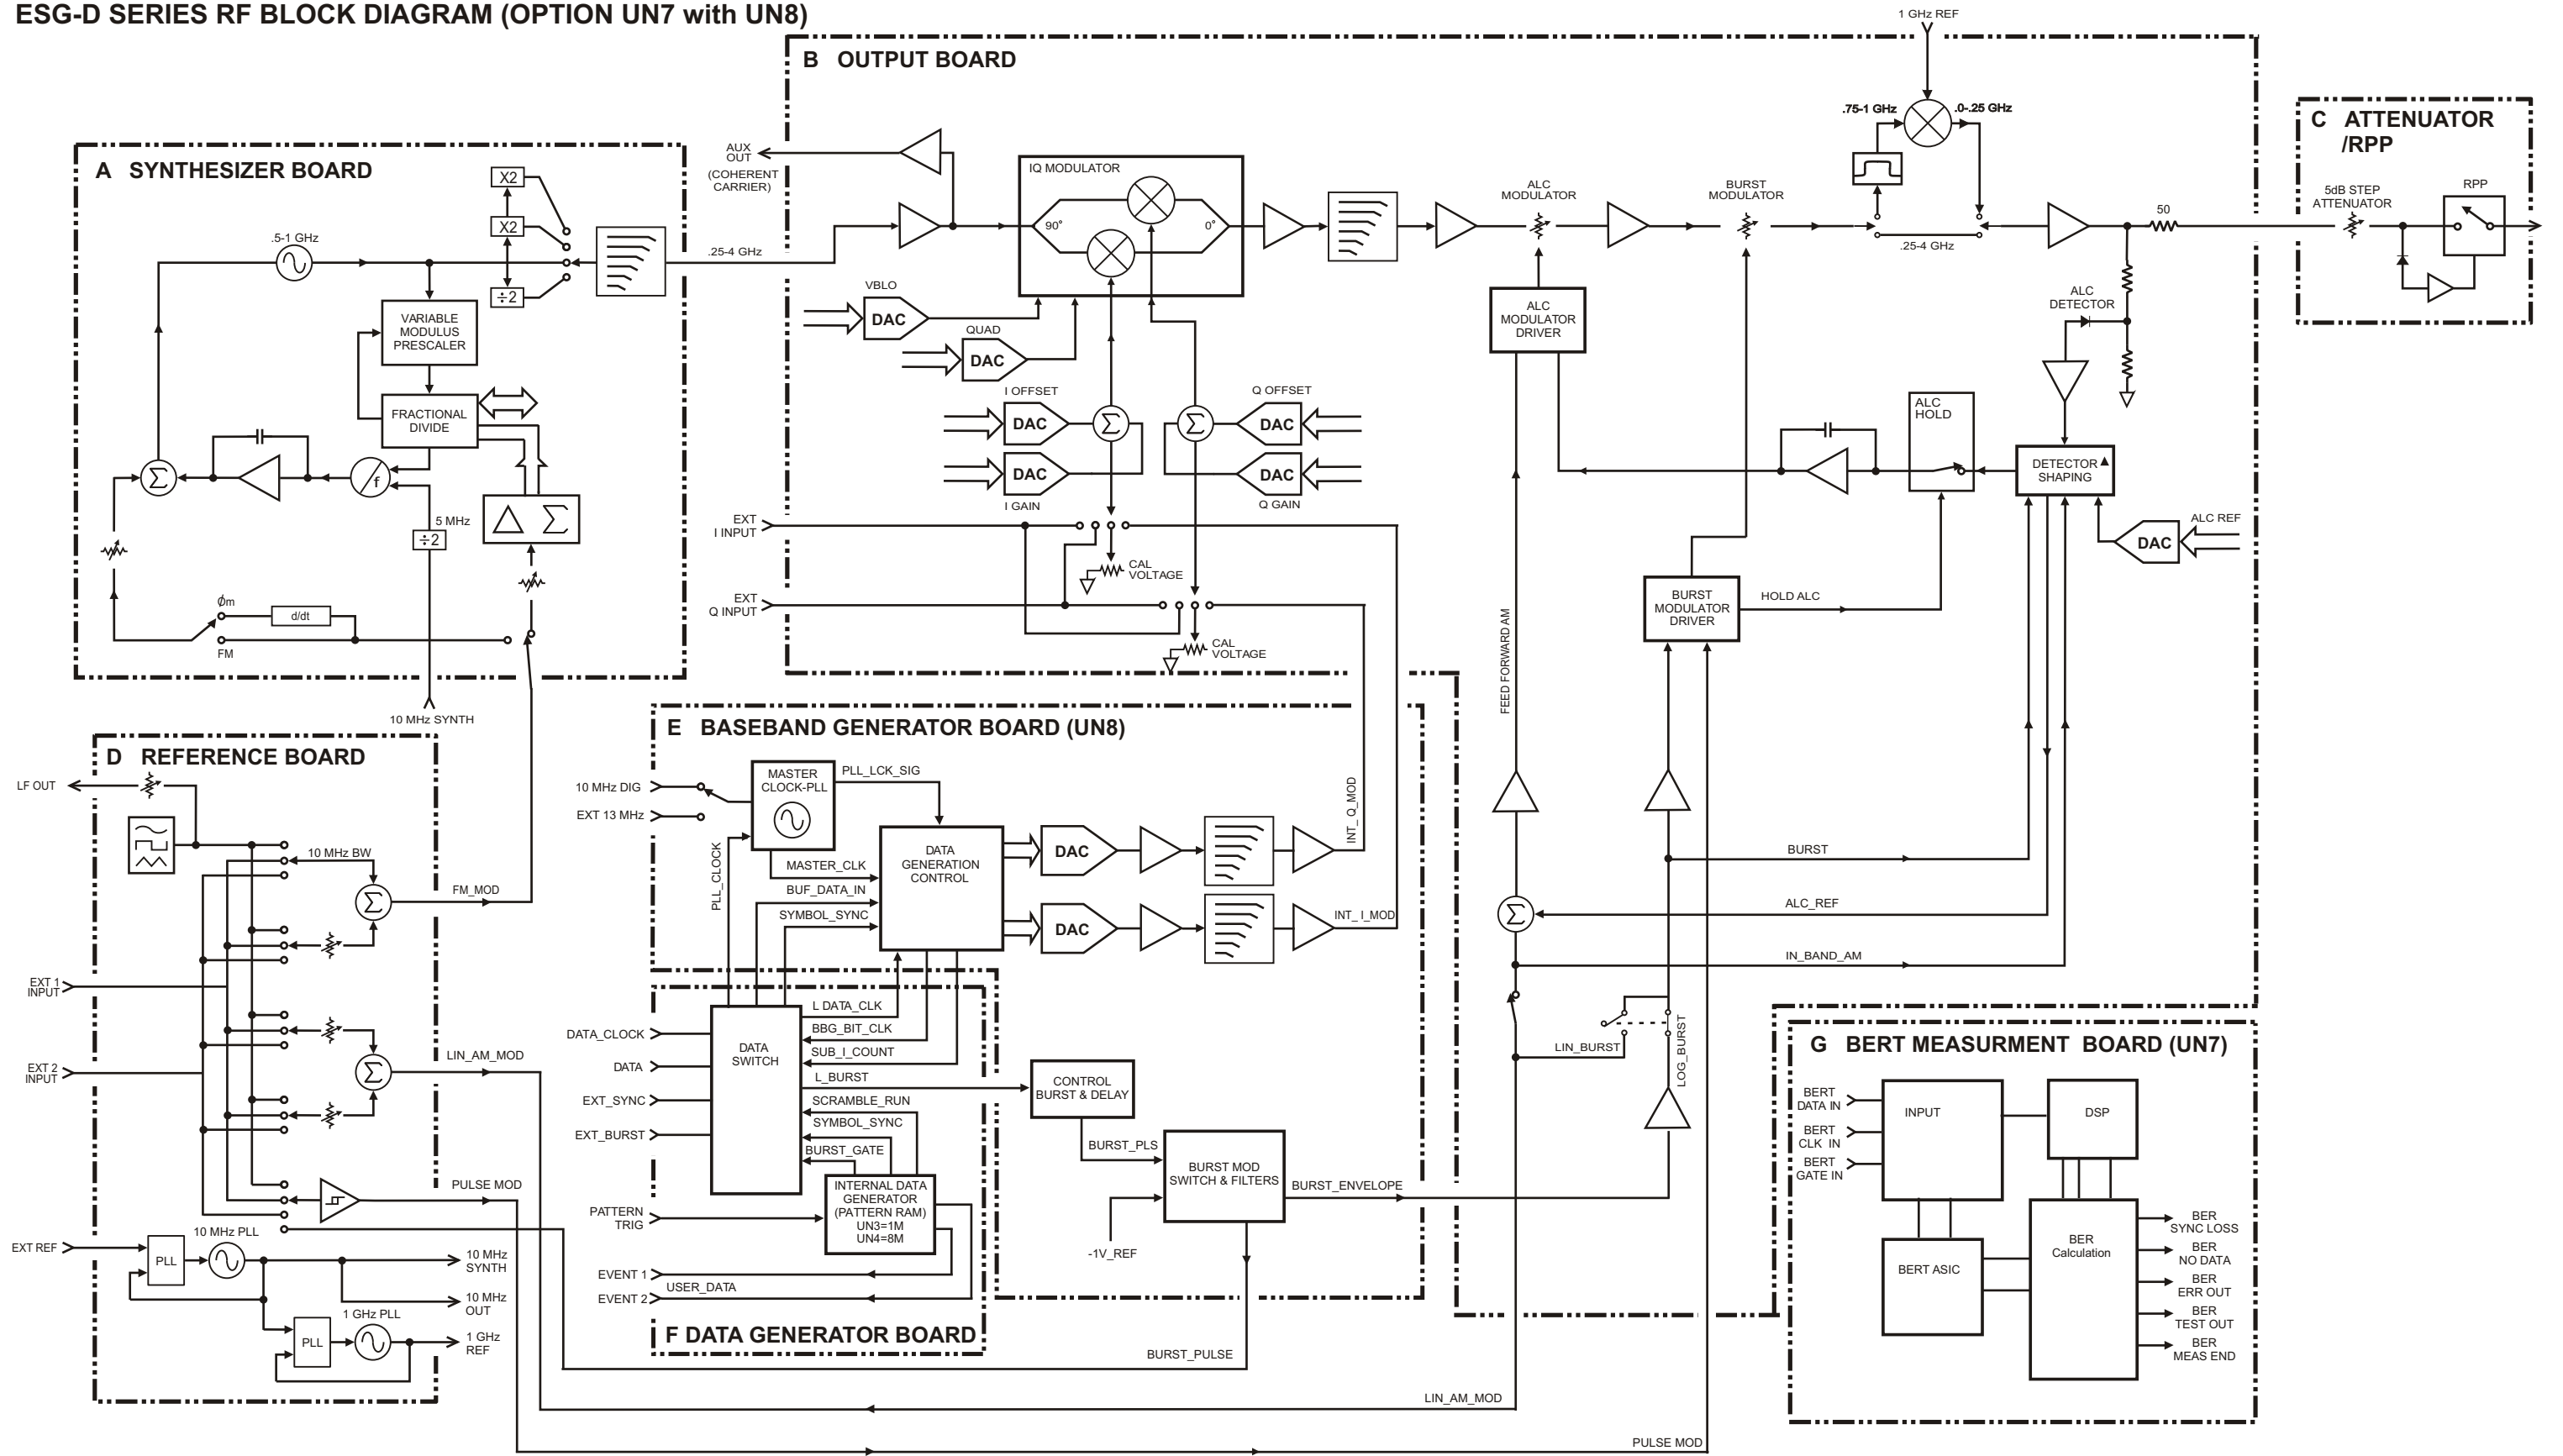 ESG-D SERIES RF BLOCK DIAGRAM (OPTION UN7 with UN8)
1 GHz REF
B OUTPUT BOARD
.75-1 GHz
.0-.25 GHz
C ATTENUATOR
/RPP
A SYNTHESIZER BOARD
AUX
OUT
(COHERENT
CARRIER)
X2
X2
÷2
.5-1 GHz
.25-4 GHz
IQ MODULATOR
90°
0°
ALC
MODULATOR
BURST
MODULATOR
.25-4 GHz
50
5dB STEP
ATTENUATOR
RPP
VARIABLE
MODULUS
PRESCALER
FRACTIONAL
DIVIDE
Σ
f
△ Σ
5 MHz
÷2
ϕm
d/dt
FM
10 MHz SYNTH
VBLO
DAC
QUAD
DAC
I OFFSET
DAC
Σ
DAC
I GAIN
Q OFFSET
Σ
DAC
DAC
Q GAIN
EXT
I INPUT
CAL
VOLTAGE
EXT
Q INPUT
CAL
VOLTAGE
ALC
MODULATOR
DRIVER
ALC
DETECTOR
ALC
HOLD
DETECTOR
SHAPING
ALC REF
DAC
BURST
MODULATOR
DRIVER
HOLD ALC
FEED FORWARD AM
BURST
Σ
ALC_REF
IN_BAND_AM
LIN_BURST
LOG_BURST
D REFERENCE BOARD
LF OUT
10 MHz BW
Σ
FM_MOD
EXT 1
INPUT
EXT 2
INPUT
Σ
LIN_AM_MOD
PULSE MOD
EXT REF
10 MHz PLL
PLL
10 MHz
SYNTH
10 MHz
OUT
1 GHz PLL
PLL
1 GHz
REF
E BASEBAND GENERATOR BOARD (UN8)
10 MHz DIG
EXT 13 MHz
MASTER
CLOCK-PLL
PLL_LCK_SIG
PLL_CLOCK
MASTER_CLK
BUF_DATA_IN
SYMBOL_SYNC
DATA
GENERATION
CONTROL
DAC
DAC
INT_ Q_MOD
INT_ I_MOD
DATA_CLOCK
DATA
EXT_SYNC
EXT_BURST
DATA
SWITCH
L DATA_CLK
BBG_BIT_CLK
SUB_I_COUNT
L_BURST
SCRAMBLE_RUN
SYMBOL_SYNC
BURST_GATE
PATTERN
TRIG
INTERNAL DATA
GENERATOR
(PATTERN RAM)
UN3=1M
UN4=8M
EVENT 1
USER_DATA
EVENT 2
F DATA GENERATOR BOARD
CONTROL
BURST & DELAY
BURST_PLS
BURST MOD
SWITCH & FILTERS
BURST_ENVELOPE
-1V_REF
BURST_PULSE
LIN_AM_MOD
PULSE MOD
G BERT MEASURMENT BOARD (UN7)
BERT
DATA IN
BERT
CLK IN
BERT
GATE IN
INPUT
DSP
BERT ASIC
BER
Calculation
BER
SYNC LOSS
BER
NO DATA
BER
ERR OUT
BER
TEST OUT
BER
MEAS END